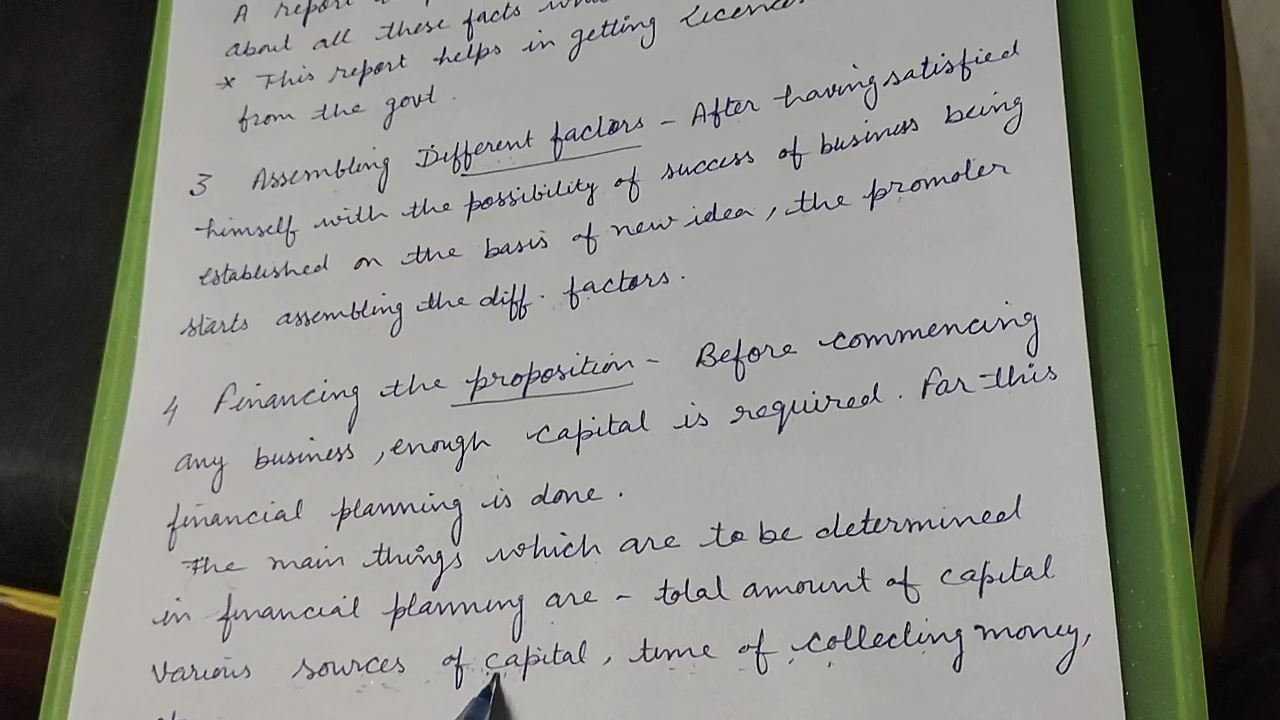 A report
about all these facts
* This report helps in getting Licence
from the govt.
3 Assembling Different factors - After having satisfied
himself with the possibility of success of business being
established on the basis of new idea, the promoter
starts assembling the diff. factors.
4 Financing the proposition - Before commencing
any business, enough capital is required. For this
financial planning is done.
The main things which are to be determined
in financial planning are - total amount of capital
various sources of capital, time of collecting money,